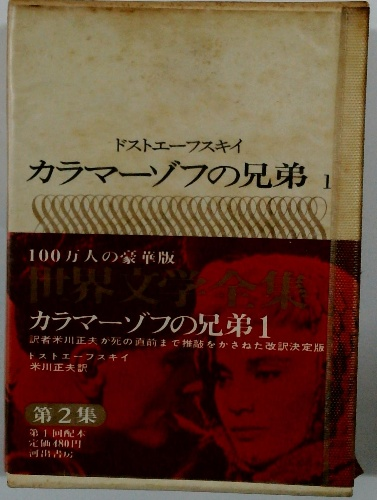 ドストエーフスキイ
カラマーゾフの兄弟 1
100万人の豪華版
世界文学全集
カラマーゾフの兄弟1
訳者米川正夫が死の直前まで推敲をかさねた改訳決定版
ドストエーフスキイ
米川正夫訳
第2集
第十回配本
定価480円
河出書房